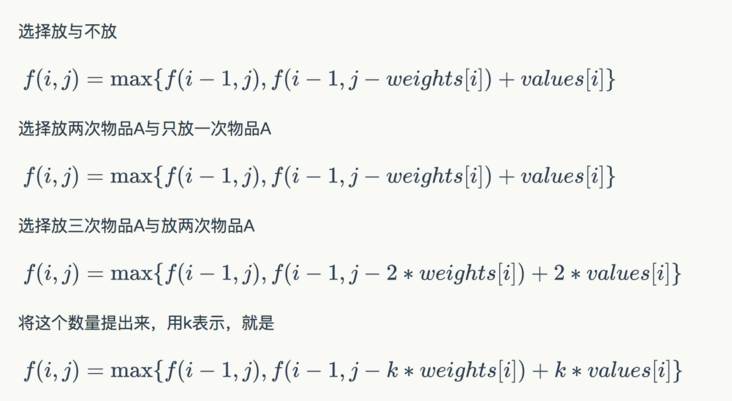 选择放与不放
f(i, j) = max{f(i − 1, j), f(i − 1, j − weights[i]) + values[i]}
选择放两次物品A与只放一次物品A
f(i, j) = max{f(i − 1, j), f(i − 1, j − weights[i]) + values[i]}
选择放三次物品A与放两次物品A
f(i, j) = max{f(i − 1, j), f(i − 1, j − 2 ∗ weights[i]) + 2 ∗ values[i]}
将这个数量提出来，用k表示，就是
f(i, j) = max{f(i − 1, j), f(i − 1, j − k ∗ weights[i]) + k ∗ values[i]}